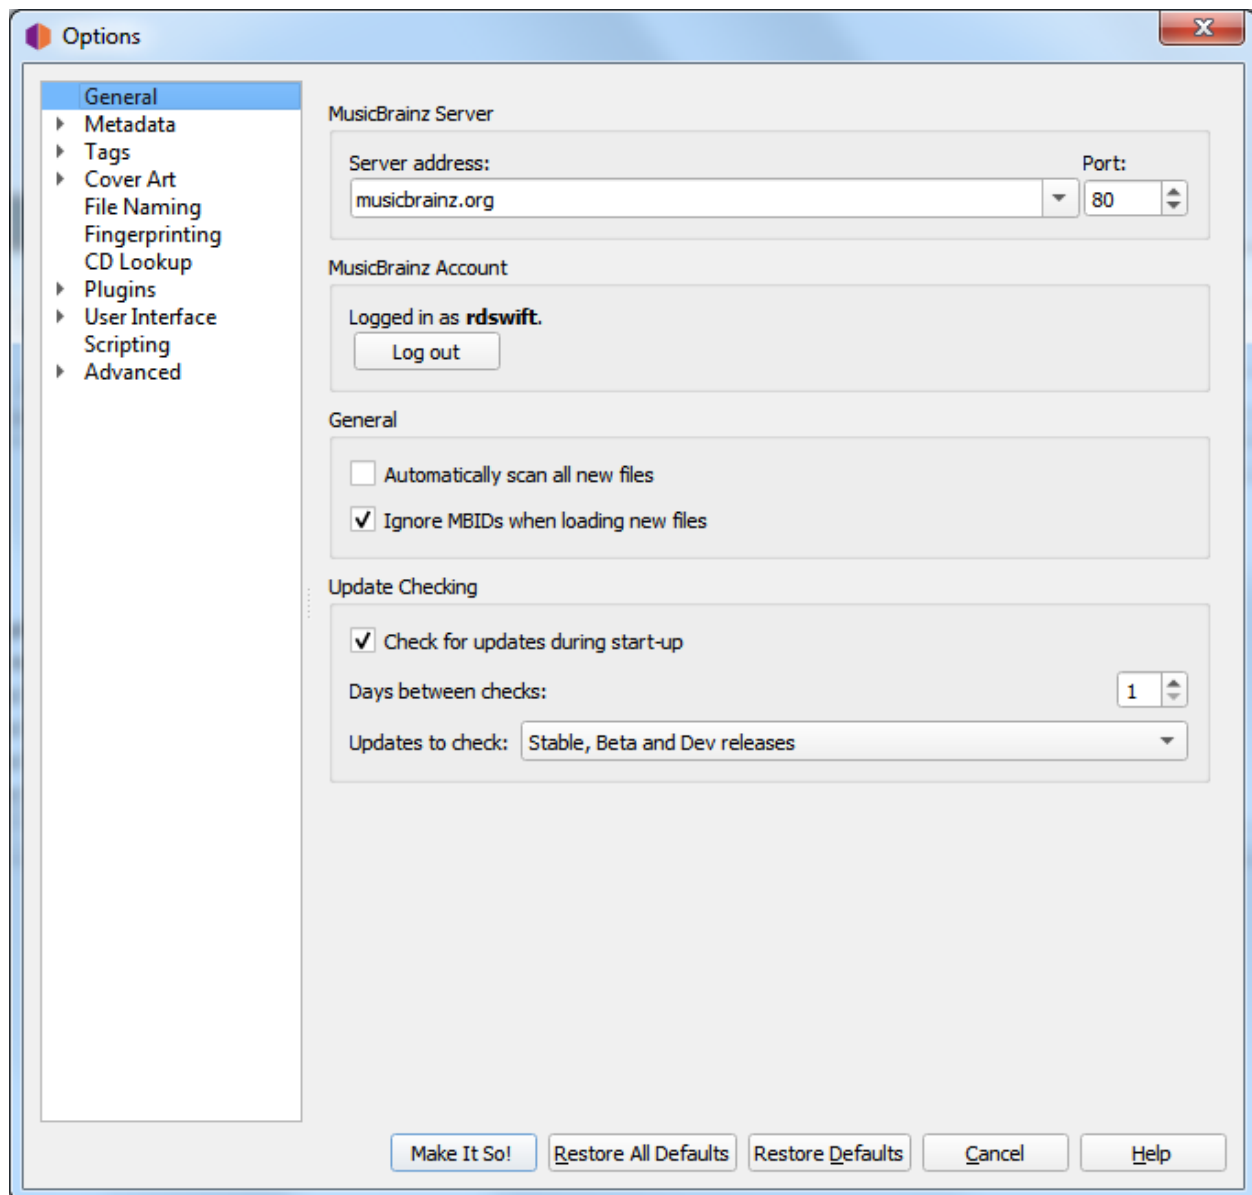 Options
General
Metadata
Tags
Cover Art
File Naming
Fingerprinting
CD Lookup
Plugins
User Interface
Scripting
Advanced
MusicBrainz Server
Server address: Port:
musicbrainz.org 80
MusicBrainz Account
Logged in as rdswift.
Log out
General
Automatically scan all new files
Ignore MBIDs when loading new files
Update Checking
Check for updates during start-up
Days between checks: 1
Updates to check: Stable, Beta and Dev releases
Make It So! Restore All Defaults Restore Defaults Cancel Help